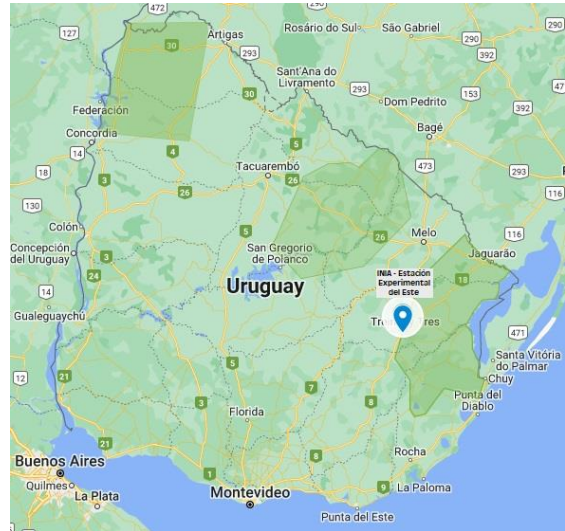 472
127
30
Artigas
Rosário do Sul
São Gabriel
290
293
290
392
Sant'Ana do
Livramento
30
392
153
Dom Pedrito
Federación
Concordia
14
4
5
Bagé
473
293
18
Tacuarembó
26
26
130
3
5
26
Melo
116
Colón
Concepción
del Uruguay
San Gregorio
de Polanco
Jaguarão
116
24
INIA - Estación
Experimental
del Este
18
14
Uruguay
Gualeguaychú
471
Santa Vitória
do Palmar
12
5
7
Chuy
21
3
8
Punta del
Diablo
Florida
21
8
Rocha
Buenos Aires
1
9
La Paloma
Quilmes
La Plata
Montevideo
Punta del Este